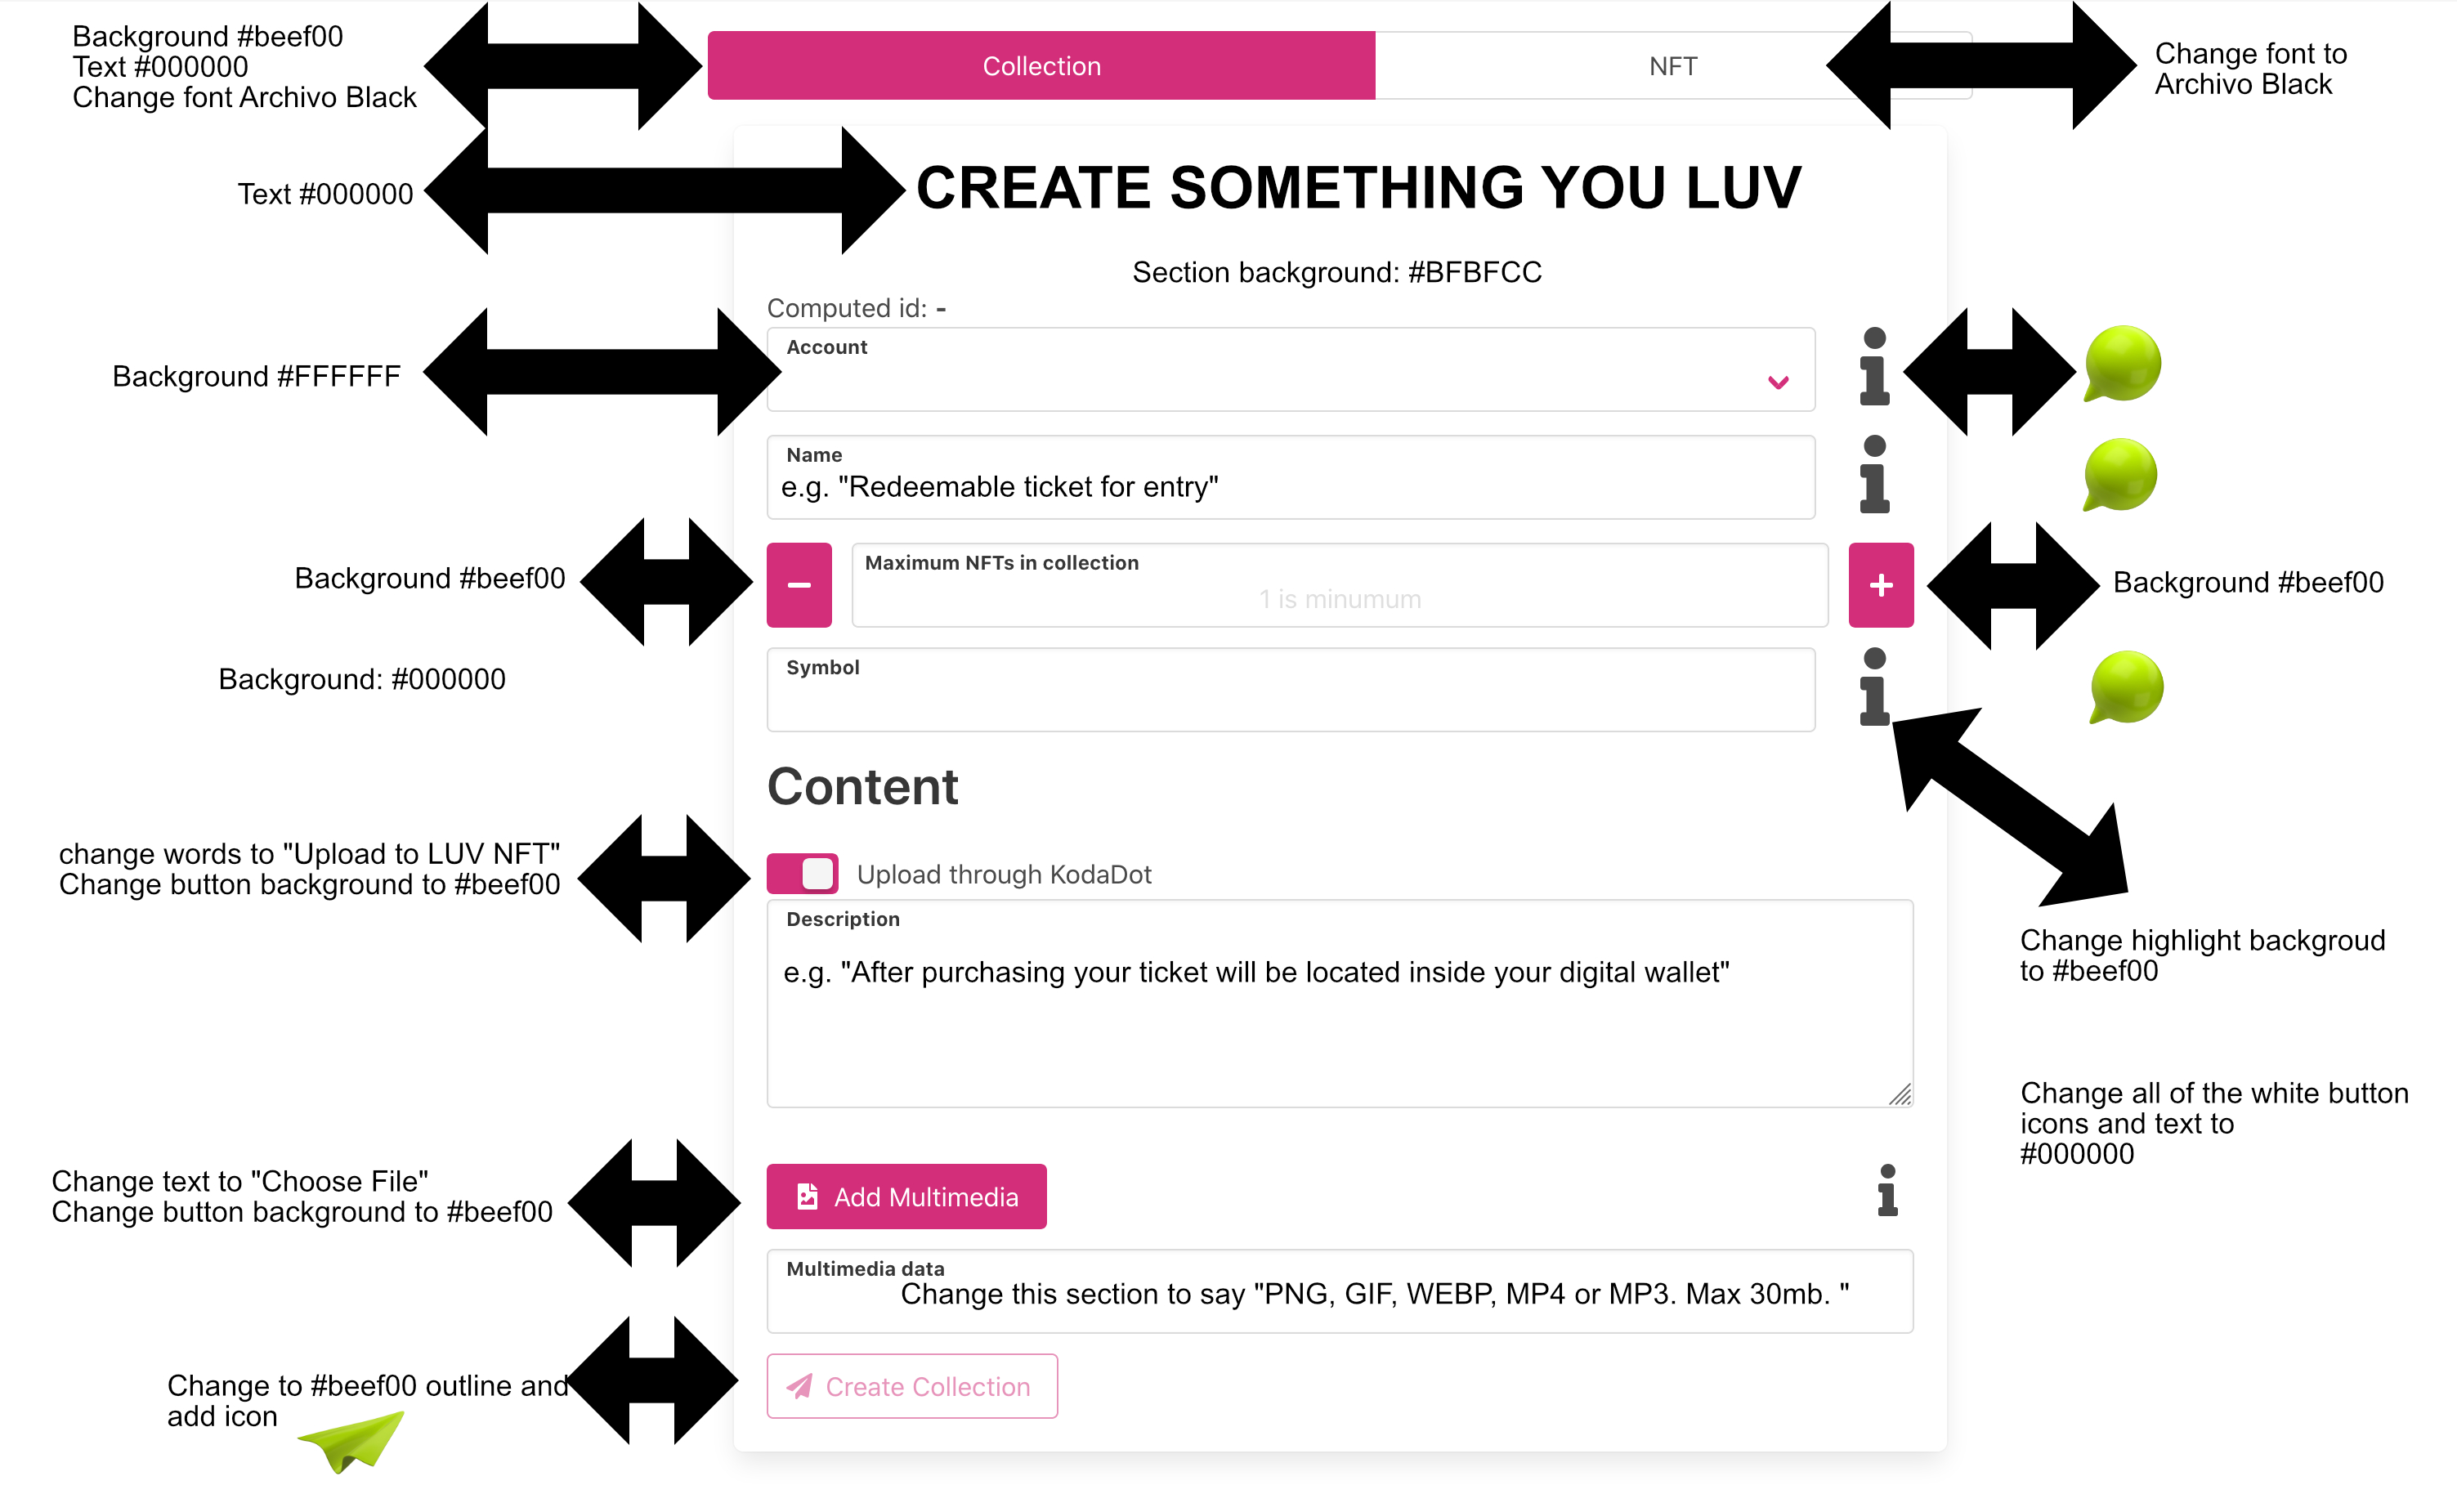 Background #beef00
Text #000000
Change font Archivo Black
Collection
NFT
Change font to
Archivo Black
Text #000000
CREATE SOMETHING YOU LUV
Section background: #BFBFCC
Computed id: -
Background #FFFFFF
Account
Name
e.g. "Redeemable ticket for entry"
Background #beef00
Maximum NFTs in collection
1 is minumum
Background #beef00
Background: #000000
Symbol
Content
change words to "Upload to LUV NFT"
Change button background to #beef00
Upload through KodaDot
Description
e.g. "After purchasing your ticket will be located inside your digital wallet"
Change highlight backgroud
to #beef00
Change all of the white button
icons and text to
#000000
Change text to "Choose File"
Change button background to #beef00
Add Multimedia
Multimedia data
Change this section to say "PNG, GIF, WEBP, MP4 or MP3. Max 30mb. "
Change to #beef00 outline and
add icon
Create Collection